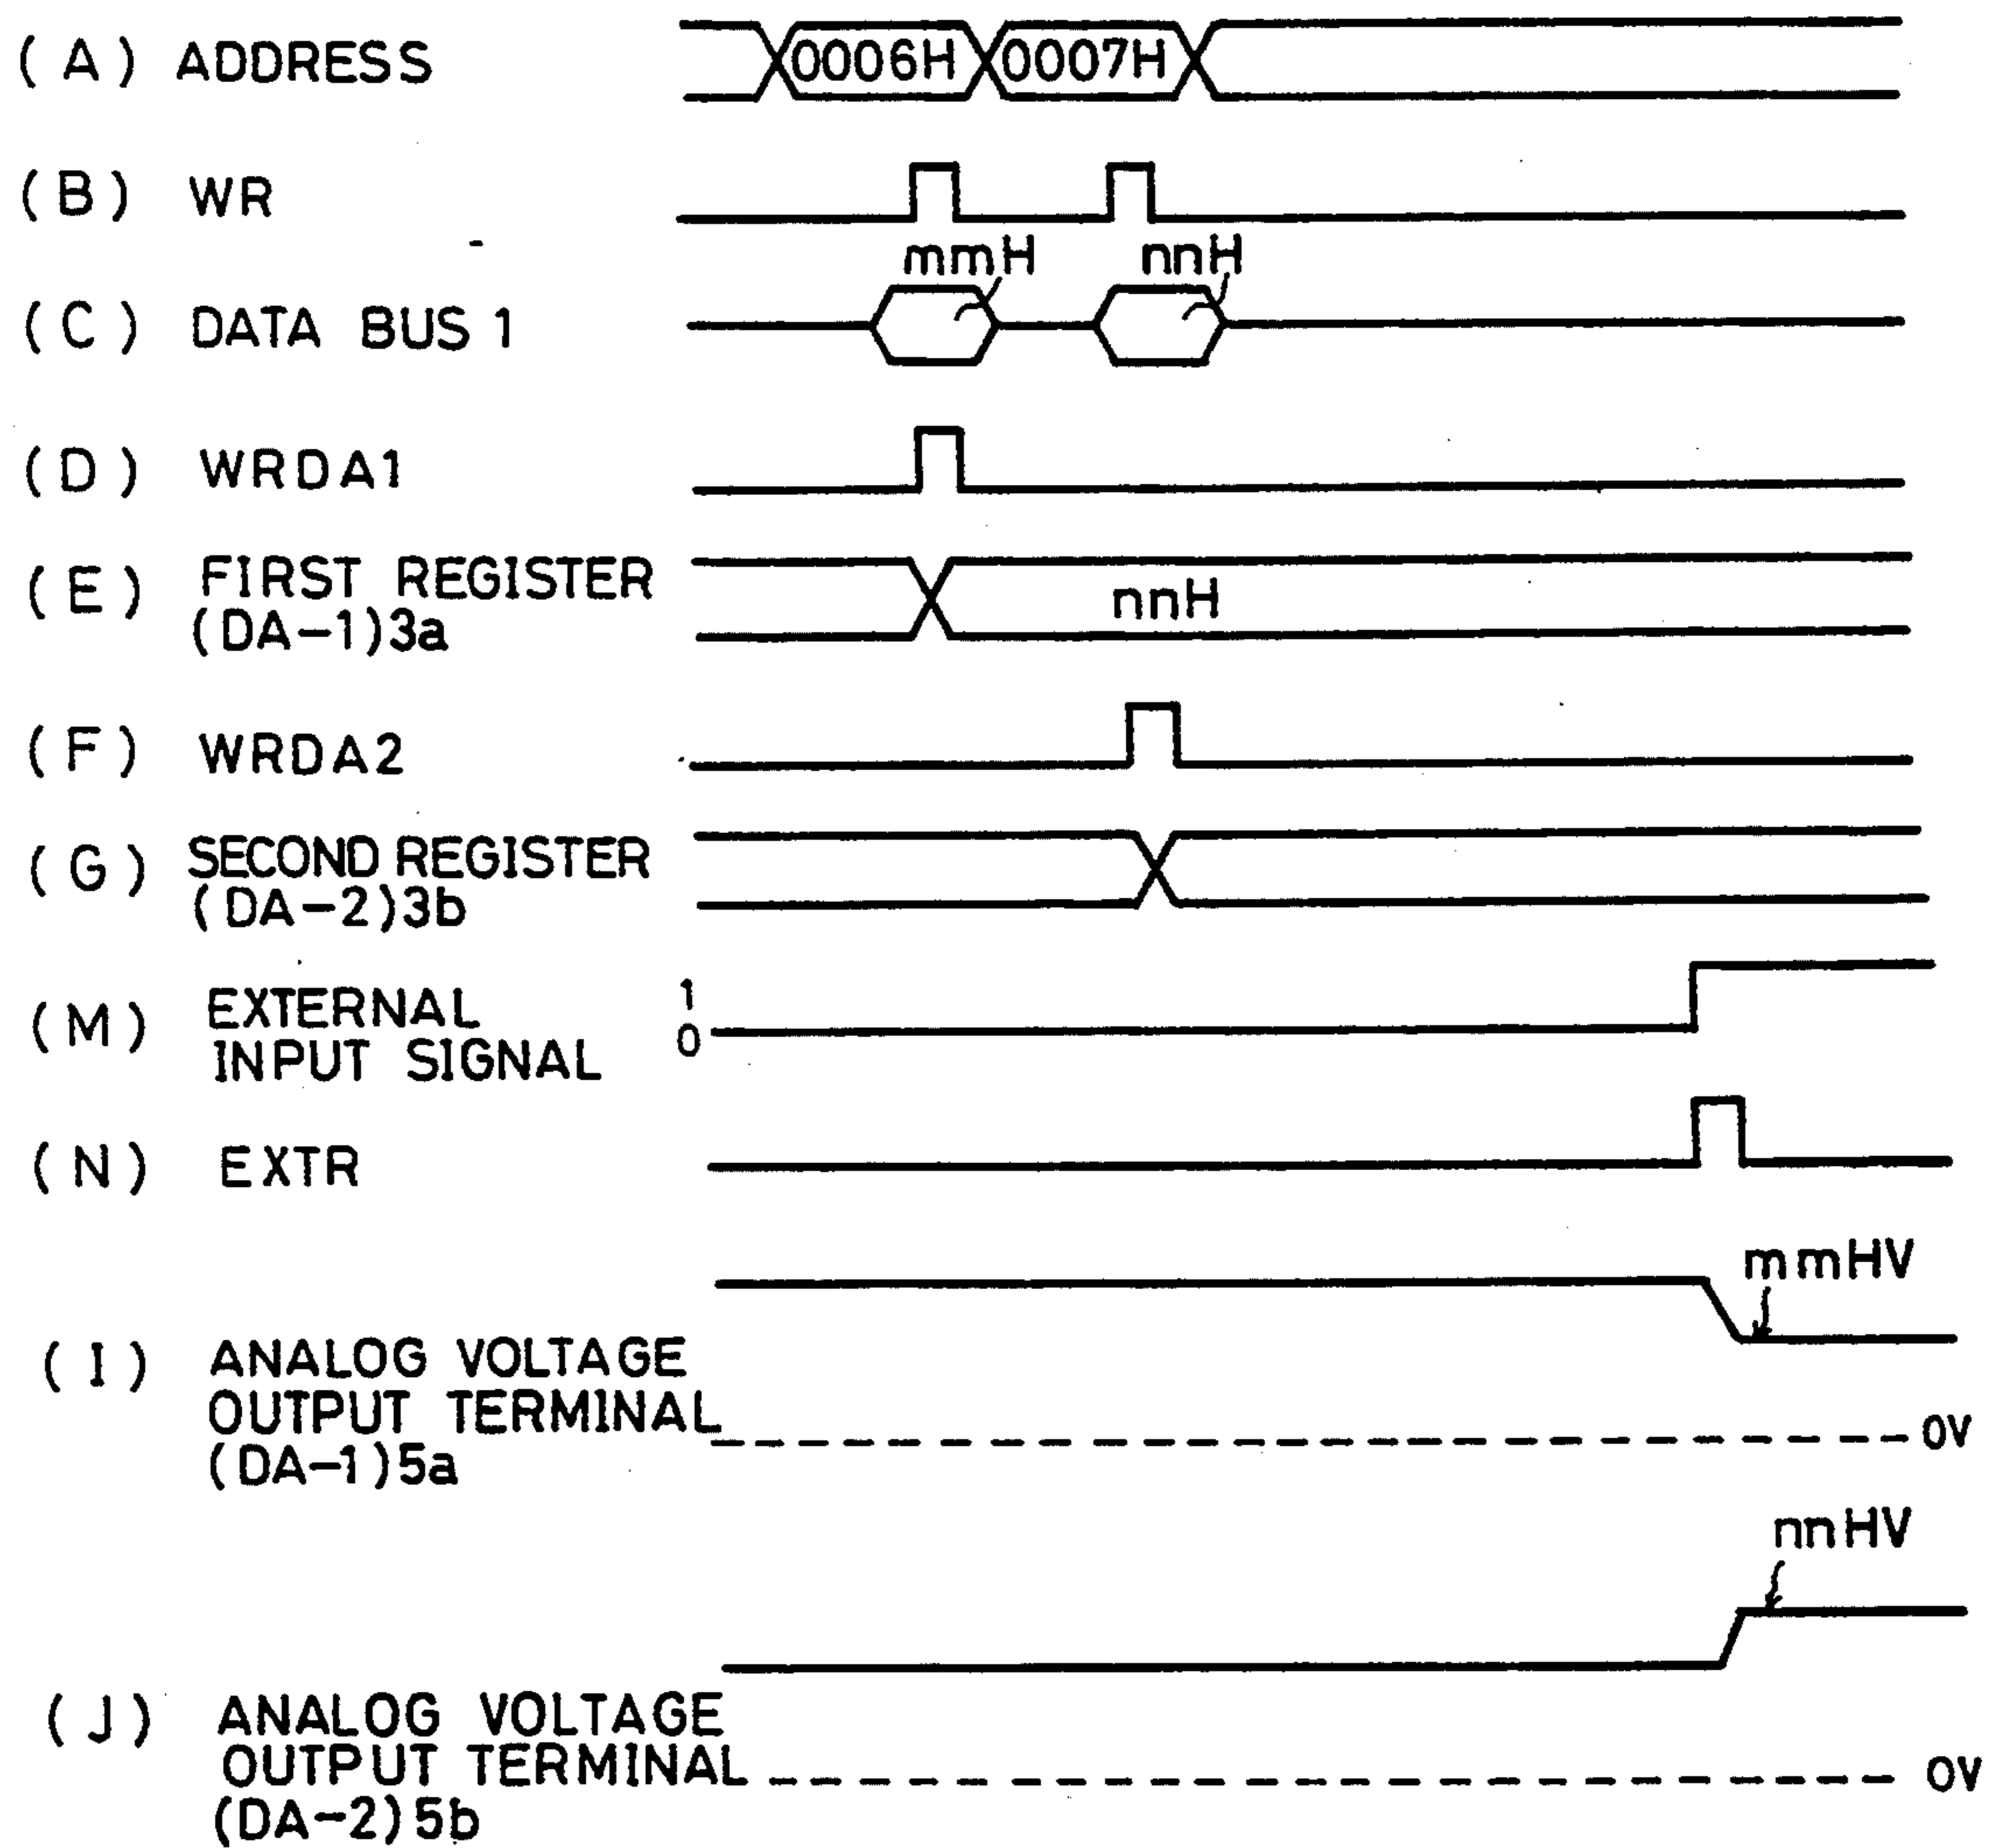 (A) ADDRESS 0006H 0007H
(B) WR
mmH nnH
(C) DATA BUS 1
(D) WRDA1
(E) FIRST REGISTER
(DA-1)3a
nnH
(F) WRDA2
(G) SECOND REGISTER
(DA-2)3b
(M) EXTERNAL
INPUT SIGNAL
1
0
(N) EXTR
mmHV
(I) ANALOG VOLTAGE
OUTPUT TERMINAL
(DA-1)5a
0V
nnHV
(J) ANALOG VOLTAGE
OUTPUT TERMINAL
(DA-2)5b
0V